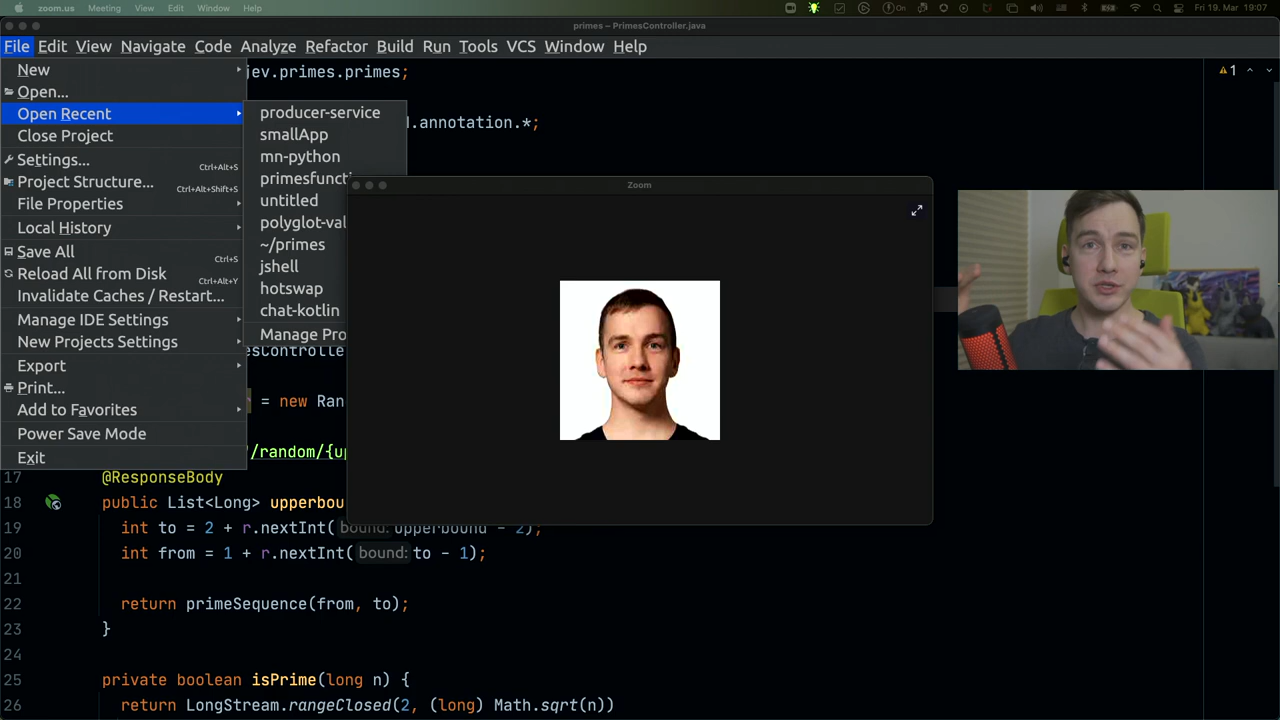 zoom.us Meeting View Edit Window Help On Fri 19. Mar 19:07
primes – PrimesController.java
File Edit View Navigate Code Analyze Refactor Build Run Tools VCS Window Help
New
Open...
Open Recent
Close Project
Settings... Ctrl+Alt+S
Project Structure... Ctrl+Alt+Shift+S
File Properties
Local History
Save All Ctrl+S
Reload All from Disk Ctrl+Alt+Y
Invalidate Caches / Restart...
Manage IDE Settings
New Projects Settings
Export
Print...
Add to Favorites
Power Save Mode
Exit
producer-service
smallApp
mn-python
primesfuncti
untitled
polyglot-val
~/primes
jshell
hotswap
chat-kotlin
Manage Pro
Zoom
jev.primes.primes;
1
.annotation.*;
esController
= new Ran
/random/{up
17 @ResponseBody
18 public List<Long> upperbou
19 int to = 2 + r.nextInt( bound: upperbound - 2);
20 int from = 1 + r.nextInt( bound: to - 1);
21
22 return primeSequence(from, to);
23 }
24
25 private boolean isPrime(long n) {
26 return LongStream.rangeClosed(2, (long) Math.sqrt(n))